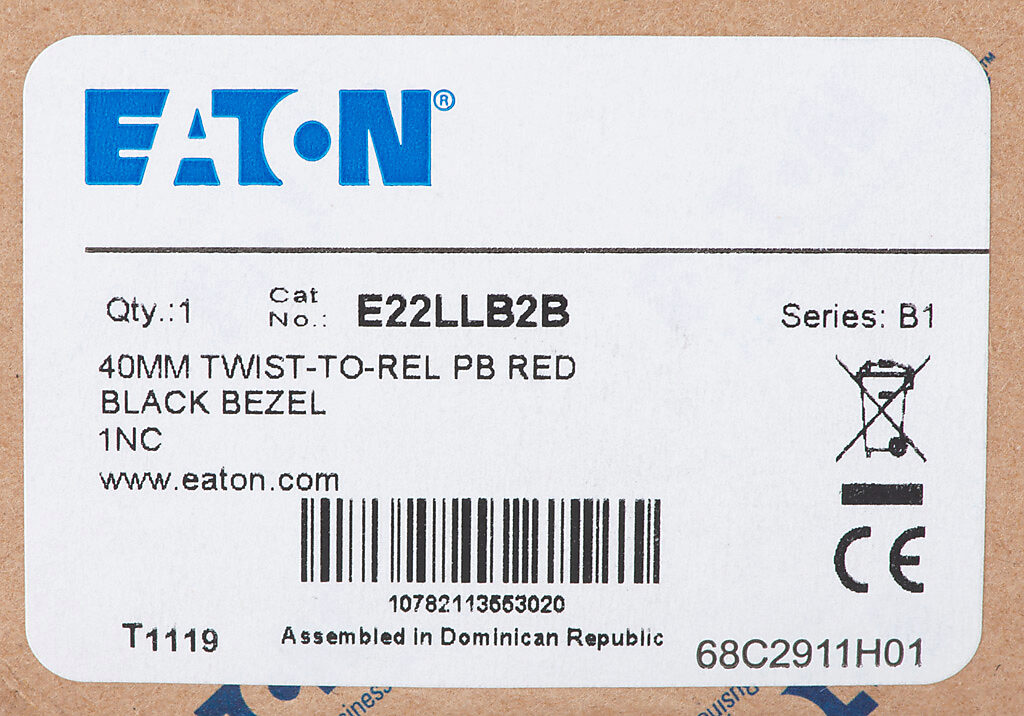 EATON®
Qty.:1 Cat No.: E22LLB2B Series: B1
40MM TWIST-TO-REL PB RED
BLACK BEZEL
1NC
www.eaton.com
CE
10782113553020
T1119 Assembled in Dominican Republic 68C2911H01